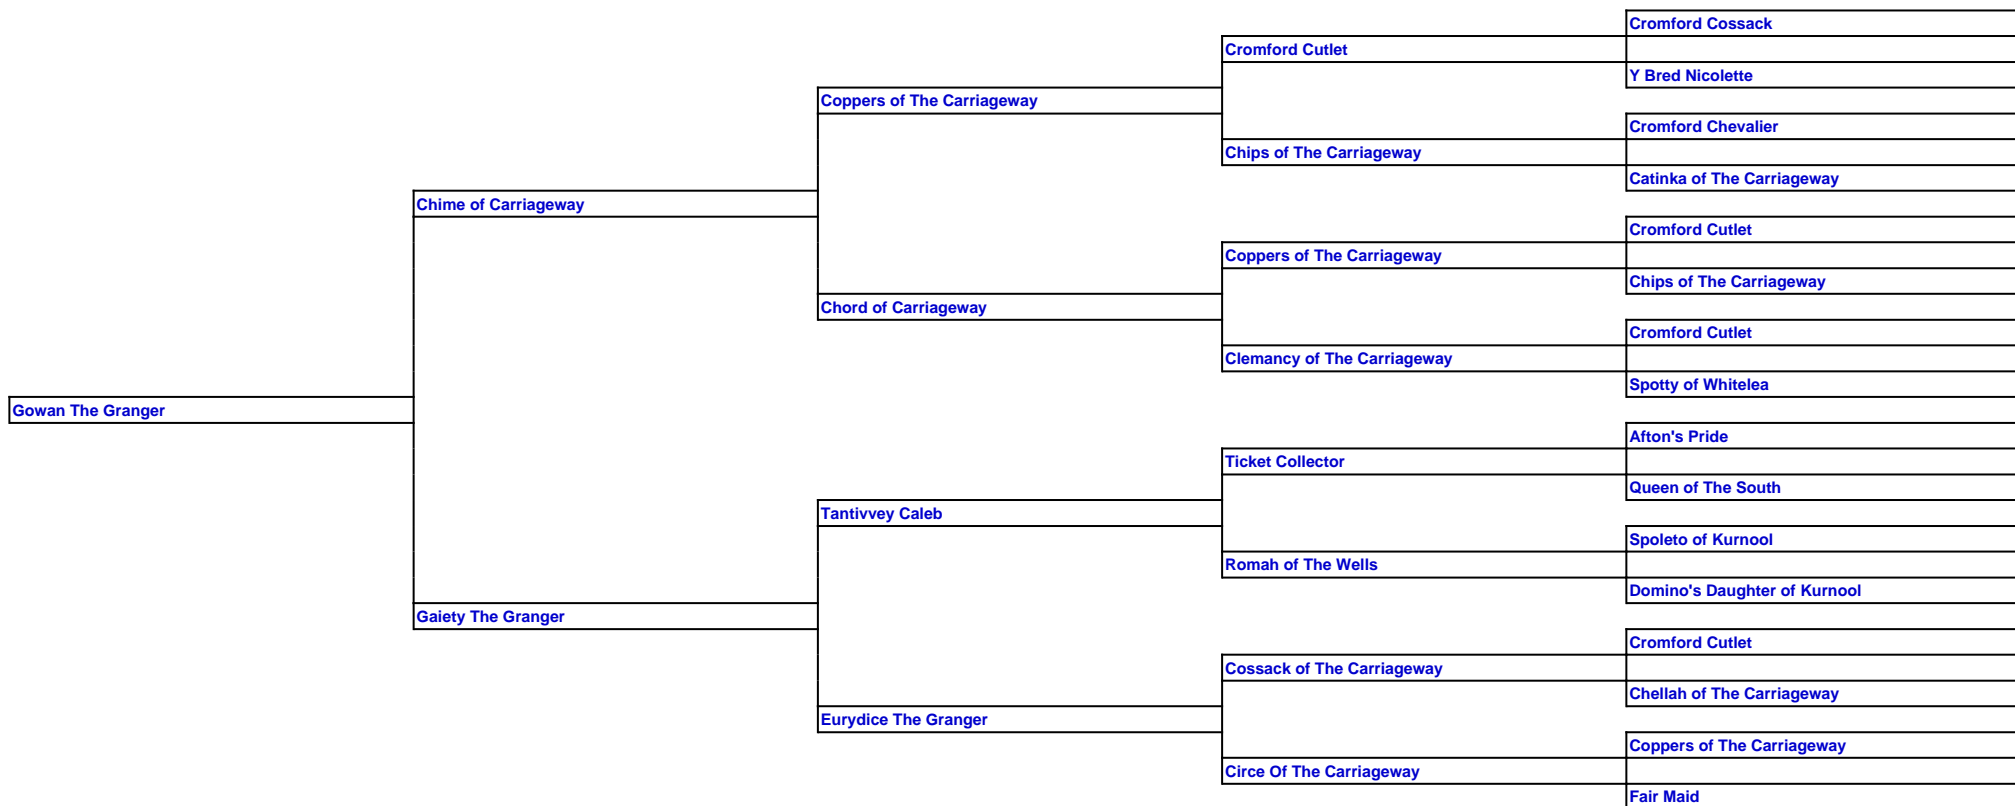 Cromford Cossack
Cromford Cutlet
Y Bred Nicolette
Coppers of The Carriageway
Cromford Chevalier
Chips of The Carriageway
Catinka of The Carriageway
Chime of Carriageway
Cromford Cutlet
Coppers of The Carriageway
Chips of The Carriageway
Chord of Carriageway
Cromford Cutlet
Clemancy of The Carriageway
Spotty of Whitelea
Gowan The Granger
Afton's Pride
Ticket Collector
Queen of The South
Tantivvey Caleb
Spoleto of Kurnool
Romah of The Wells
Domino's Daughter of Kurnool
Gaiety The Granger
Cromford Cutlet
Cossack of The Carriageway
Chellah of The Carriageway
Eurydice The Granger
Coppers of The Carriageway
Circe Of The Carriageway
Fair Maid